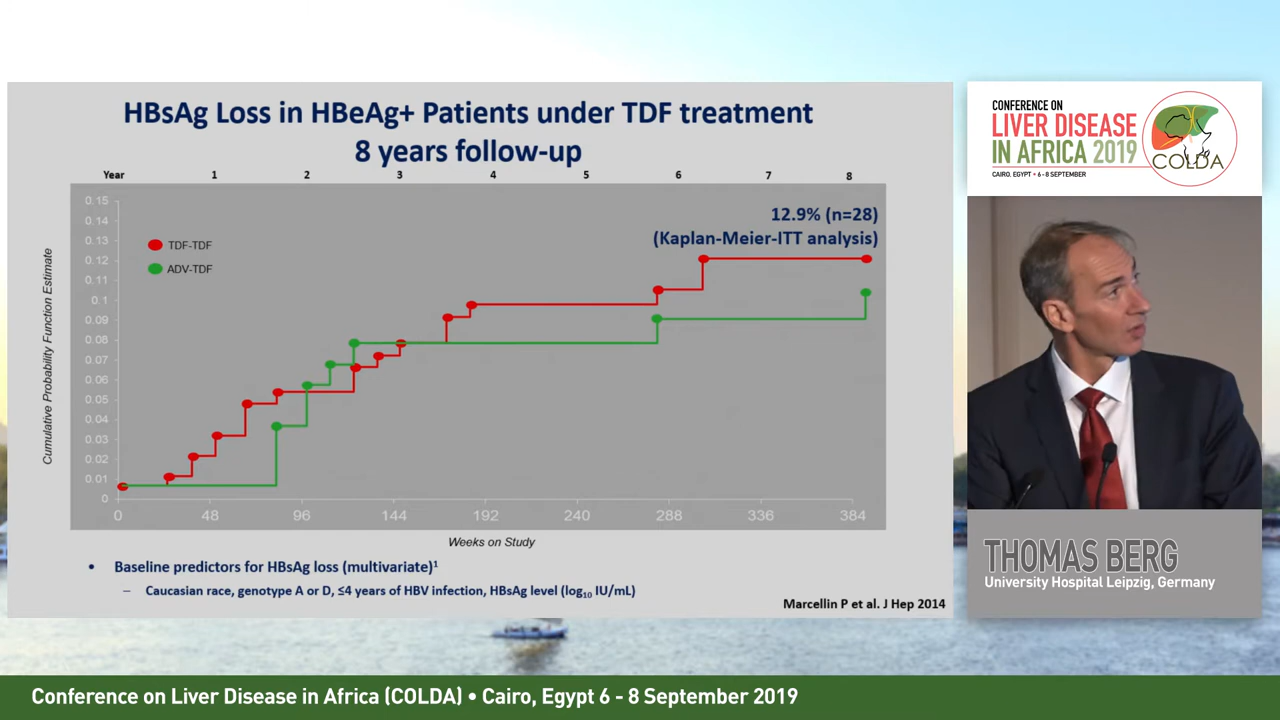 HBsAg Loss in HBeAg+ Patients under TDF treatment
8 years follow-up
Year 1 2 3 4 5 6 7 8
12.9% (n=28)
(Kaplan-Meier-ITT analysis)
TDF-TDF
ADV-TDF
Cumulative Probability Function Estimate
0.15
0.14
0.13
0.12
0.11
0.1
0.09
0.08
0.07
0.06
0.05
0.04
0.03
0.02
0.01
0
0 48 96 144 192 240 288 336 384
Weeks on Study
• Baseline predictors for HBsAg loss (multivariate)¹
– Caucasian race, genotype A or D, ≤4 years of HBV infection, HBsAg level (log₁₀ IU/mL)
Marcellin P et al. J Hep 2014
CONFERENCE ON
LIVER DISEASE
IN AFRICA 2019
CAIRO, EGYPT • 6 - 8 SEPTEMBER
COLDA
THOMAS BERG
University Hospital Leipzig, Germany
Conference on Liver Disease in Africa (COLDA) • Cairo, Egypt 6 - 8 September 2019